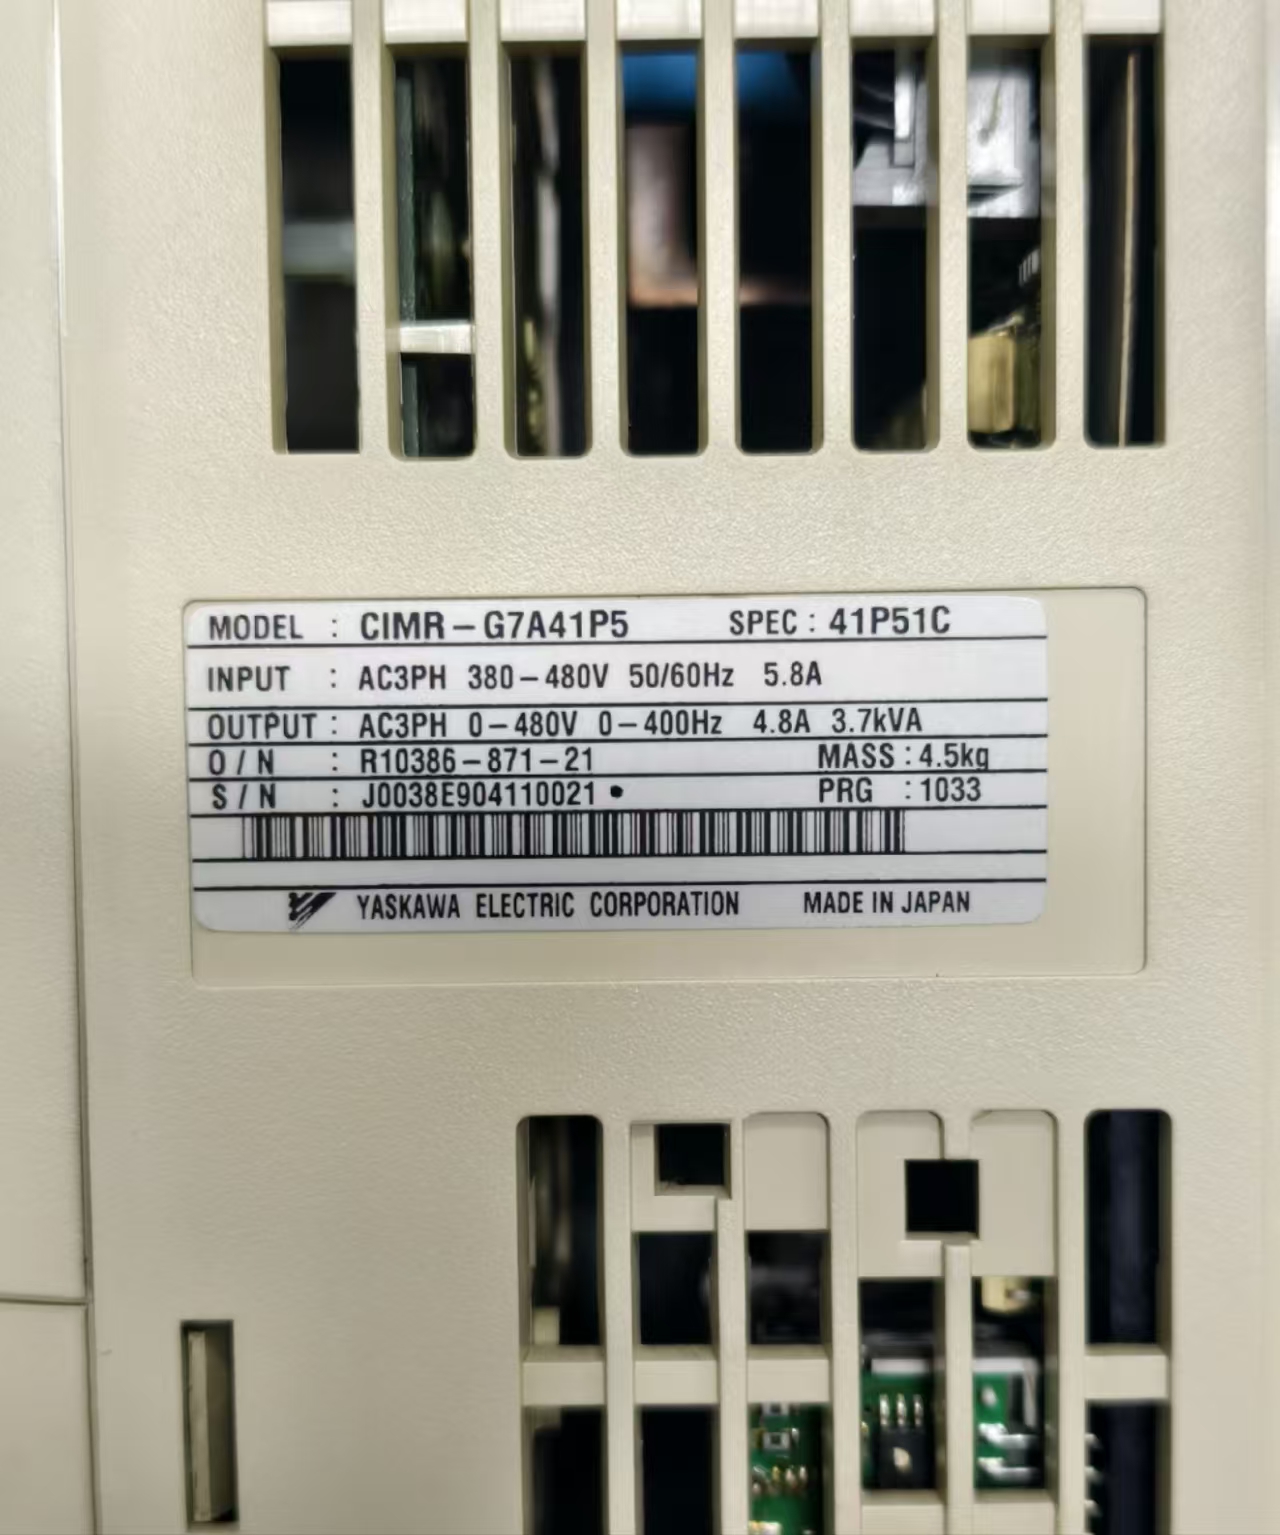 MODEL : CIMR-G7A41P5 SPEC : 41P51C
INPUT : AC3PH 380-480V 50/60Hz 5.8A
OUTPUT : AC3PH 0-480V 0-400Hz 4.8A 3.7kVA
O/N : R10386-871-21 MASS : 4.5kg
S/N : J0038E904110021 • PRG : 1033
YASKAWA ELECTRIC CORPORATION MADE IN JAPAN